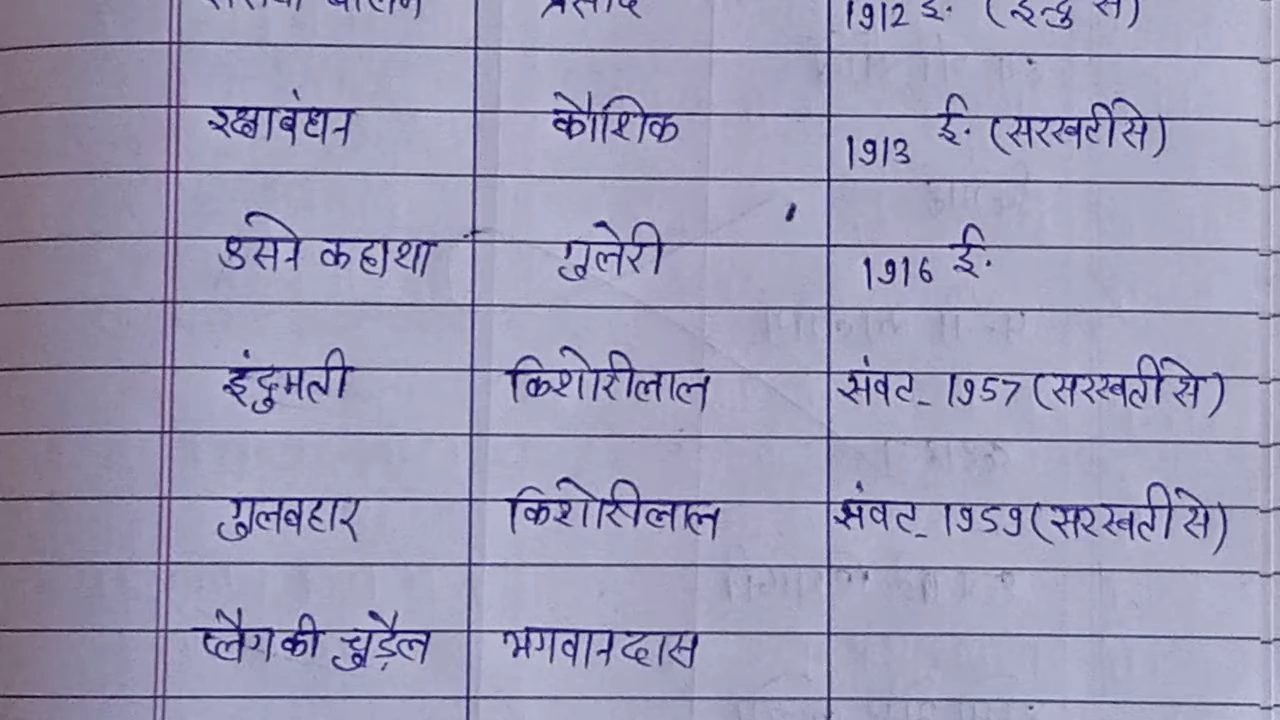 प्रसाद 1912 ई. (इन्दु से)
रक्षाबंधन कौशिक 1913 ई. (सरस्वती से)
उसने कहा था गुलेरी 1916 ई.
इंदुमती किशोरीलाल संवत्_ 1957 (सरस्वती से)
गुलबहार किशोरीलाल संवत्_ 1959 (सरस्वती से)
प्लैग की चुड़ैल भगवानदास